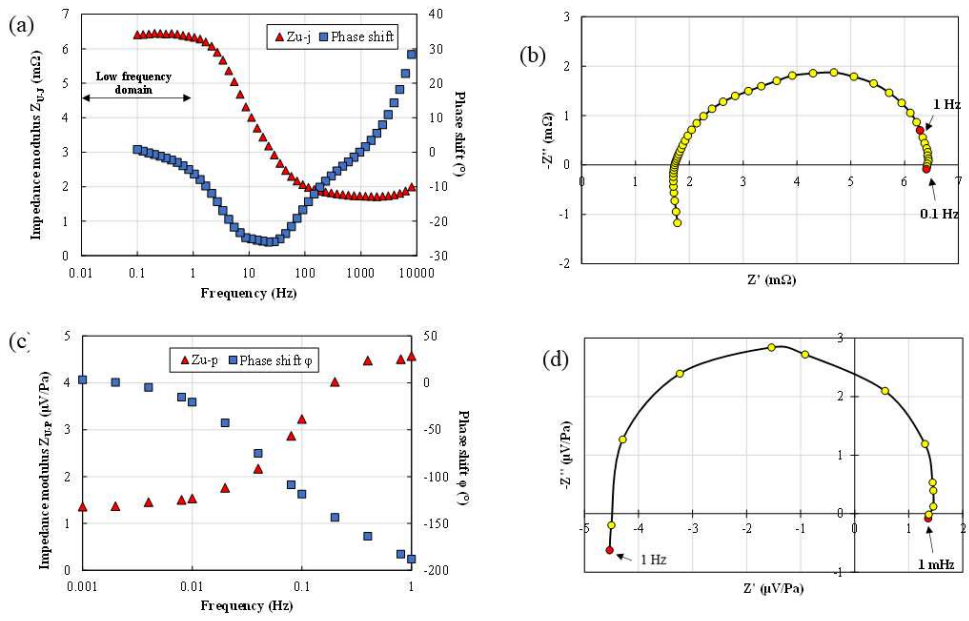 (a)
7
6
5
4
3
2
1
0
Impedance modulus Z_U-J (mΩ)
Zu-j
Phase shift
Low frequency
domain
40
30
20
10
0
-10
-20
-30
Phase shift (°)
0.01
0.1
1
10
100
1000
10000
Frequency (Hz)
(b)
3
2
1
0
-1
-2
-Z'' (mΩ)
1 Hz
0.1 Hz
0
1
2
3
4
5
6
7
Z' (mΩ)
(c)
5
4
3
2
1
0
Impedance modulus Z_U-P (µV/Pa)
Zu-p
Phase shift φ
50
0
-50
-100
-150
-200
Phase shift φ (°)
0.001
0.01
0.1
1
Frequency (Hz)
(d)
3
2
1
0
-1
-Z'' (µV/Pa)
1 Hz
1 mHz
-5
-4
-3
-2
-1
0
1
2
Z' (µV/Pa)